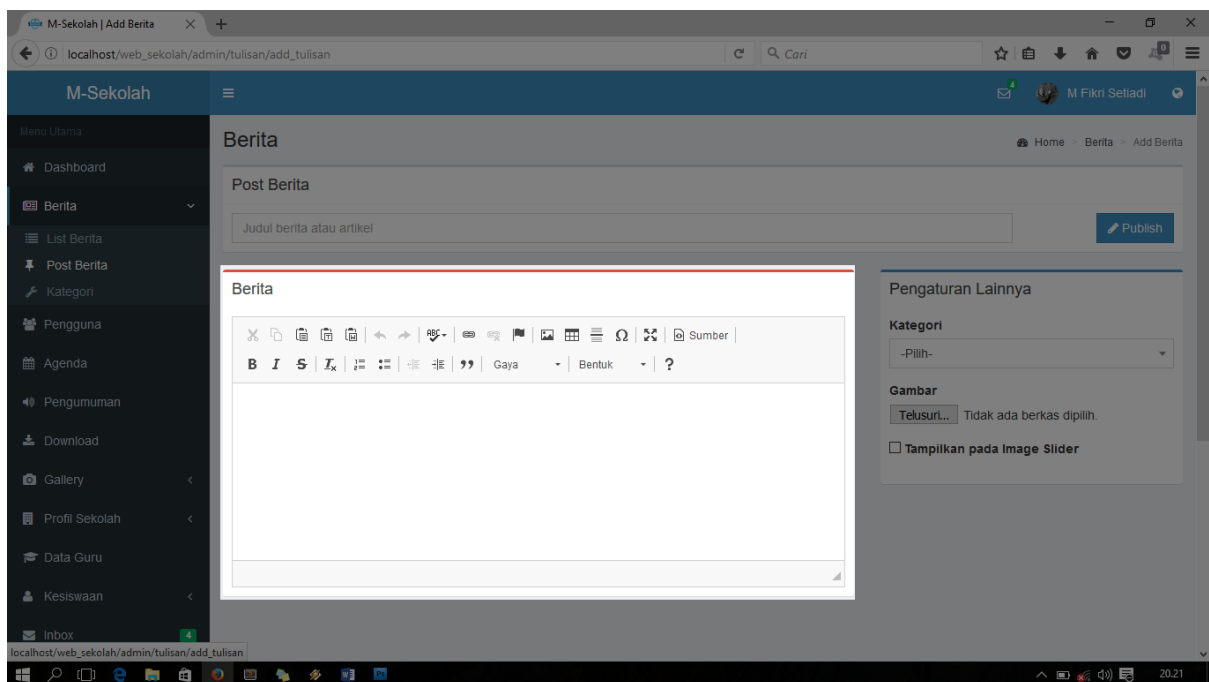 M-Sekolah | Add Berita
localhost/web_sekolah/admin/tulisan/add_tulisan
Cari
0
M-Sekolah
4
M Fikri Setiadi
Menu Utama
Berita
Home > Berita > Add Berita
Dashboard
Post Berita
Berita
Judul berita atau artikel
Publish
List Berita
Post Berita
Kategori
Pengguna
Agenda
Pengumuman
Download
Gallery
Profil Sekolah
Data Guru
Kesiswaan
Inbox
4
Berita
ABC
Ω
Sumber
B I S Ix
Gaya
Bentuk
?
Pengaturan Lainnya
Kategori
-Pilih-
Gambar
Telusuri... Tidak ada berkas dipilih.
Tampilkan pada Image Slider
localhost/web_sekolah/admin/tulisan/add_tulisan
20.21